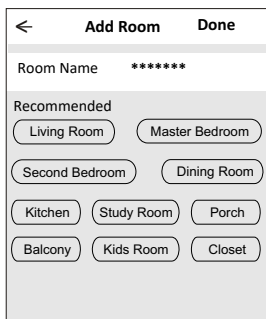 Add Room Done
Room Name *******
Recommended
Living Room Master Bedroom
Second Bedroom Dining Room
Kitchen Study Room Porch
Balcony Kids Room Closet